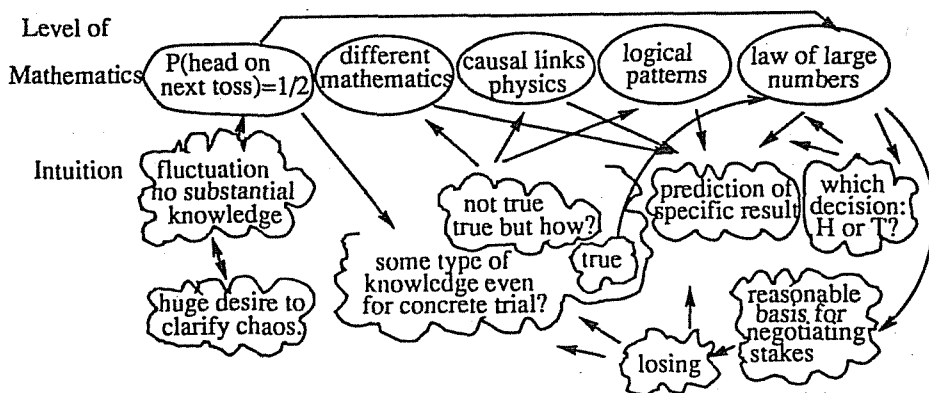 Level of
Mathematics
P(head on
next toss)=1/2
different
mathematics
causal links
physics
logical
patterns
law of large
numbers
Intuition
fluctuation
no substantial
knowledge
not true
true but how?
prediction of
specific result
which
decision:
H or T?
some type of
knowledge even
for concrete trial?
true
huge desire to
clarify chaos.
reasonable
basis for
negotiating
stakes
losing